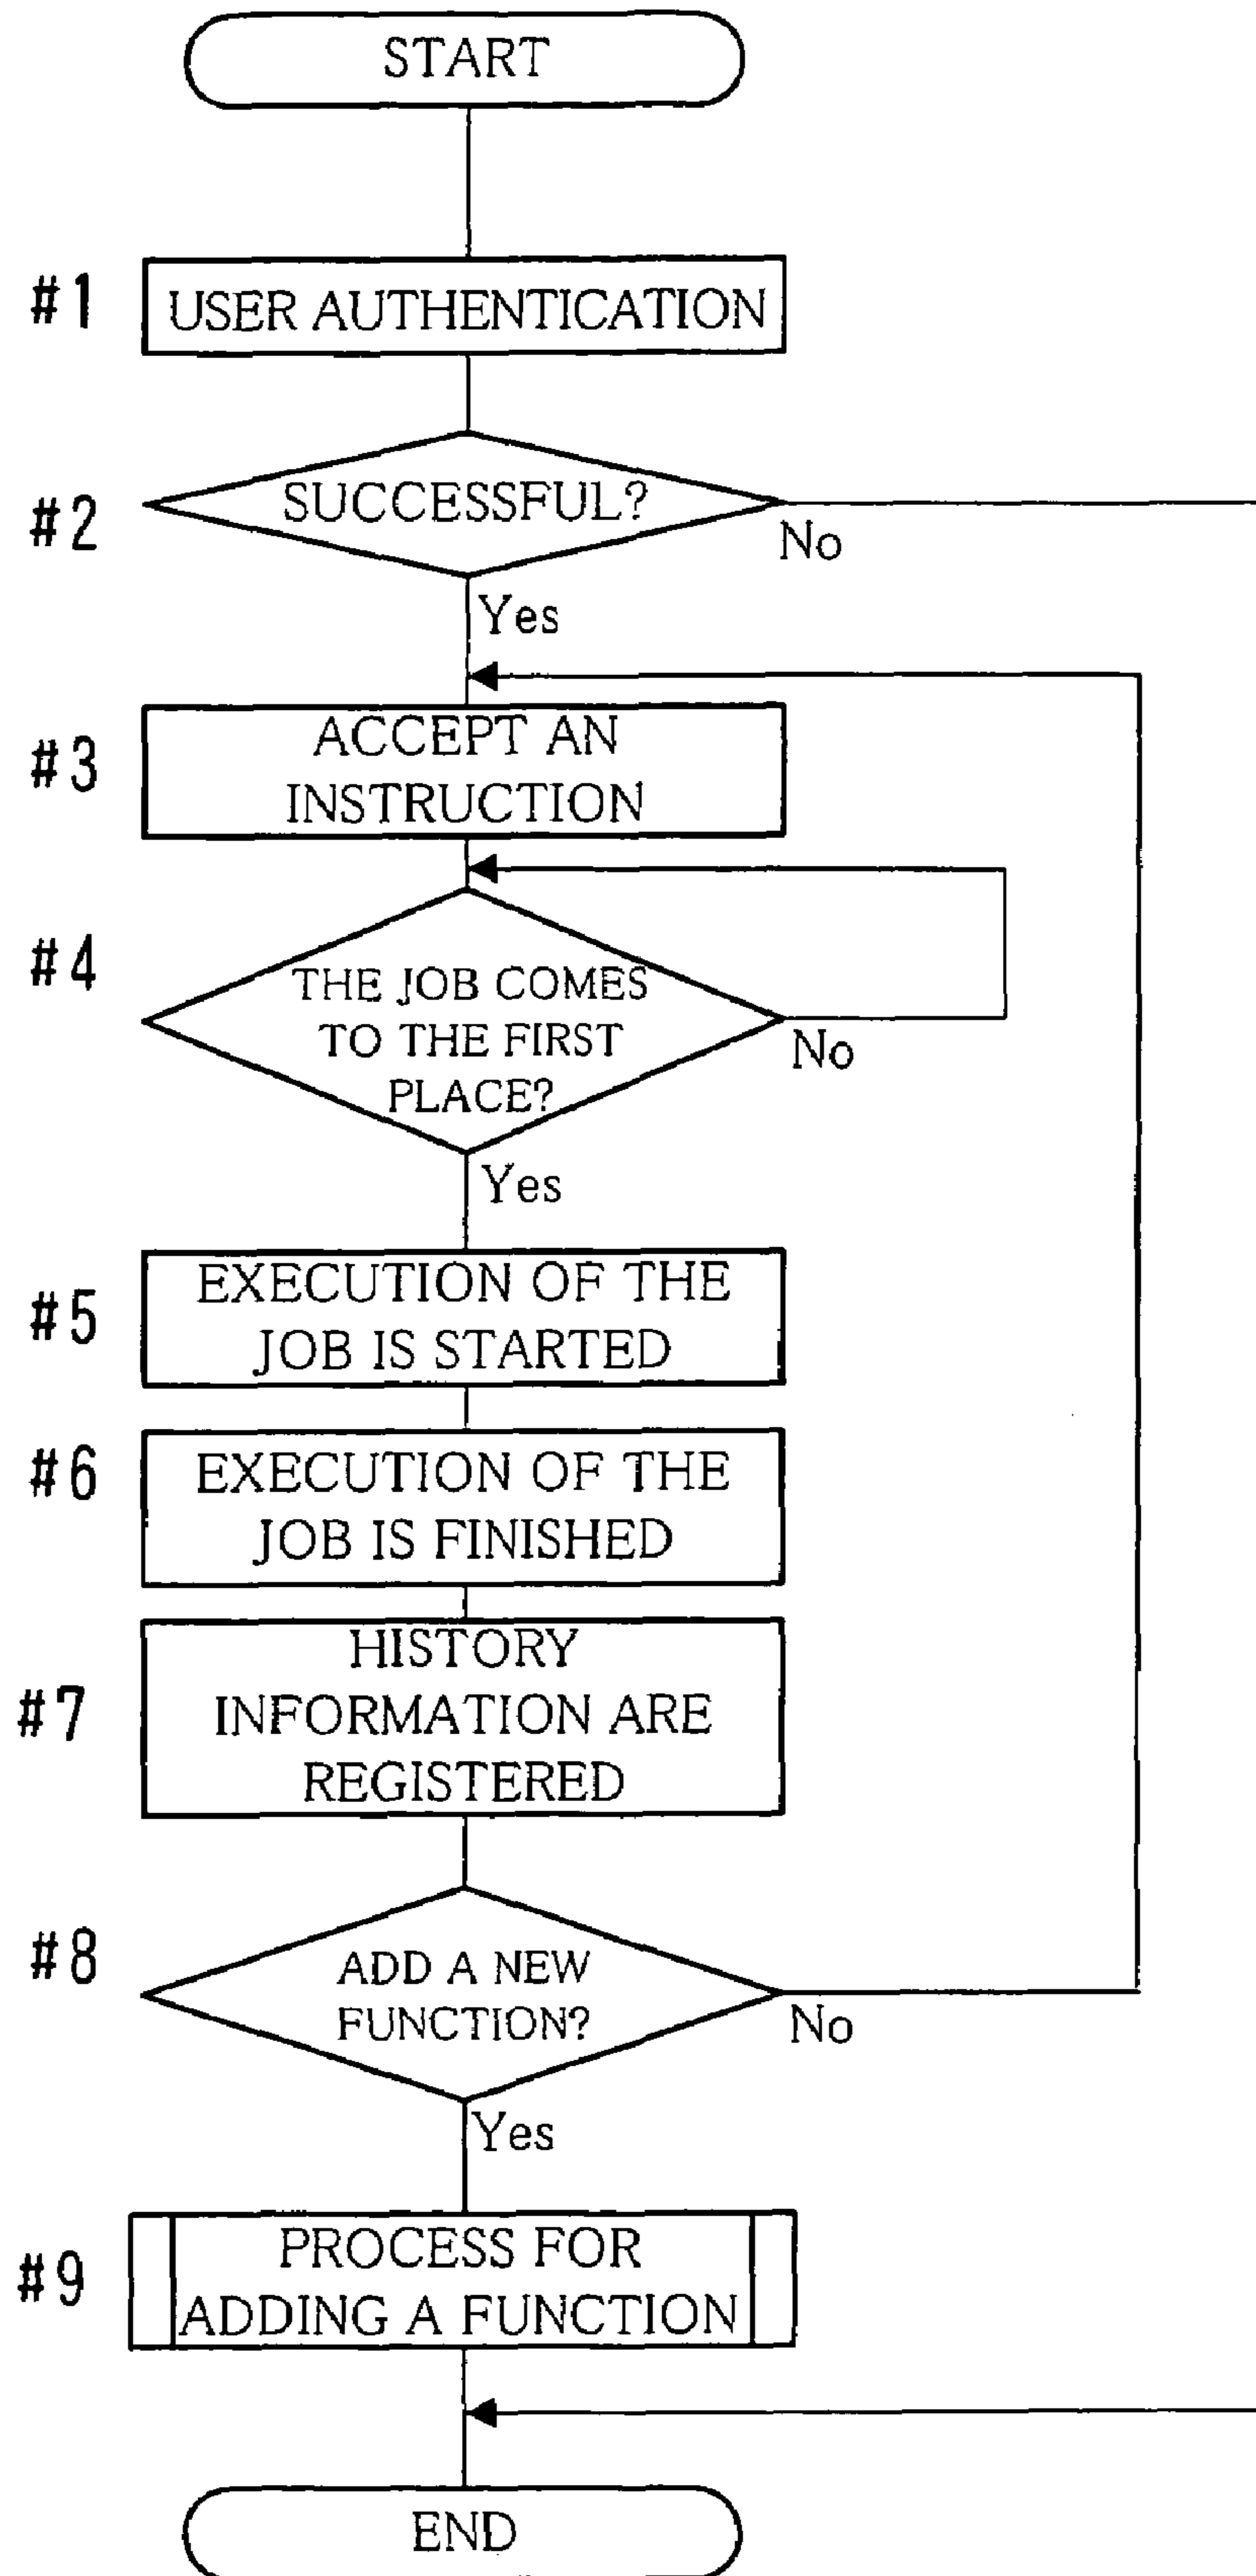 START
#1
USER AUTHENTICATION
#2
SUCCESSFUL?
No
Yes
#3
ACCEPT AN
INSTRUCTION
#4
THE JOB COMES
TO THE FIRST
PLACE?
No
Yes
#5
EXECUTION OF THE
JOB IS STARTED
#6
EXECUTION OF THE
JOB IS FINISHED
#7
HISTORY
INFORMATION ARE
REGISTERED
#8
ADD A NEW
FUNCTION?
No
Yes
#9
PROCESS FOR
ADDING A FUNCTION
END